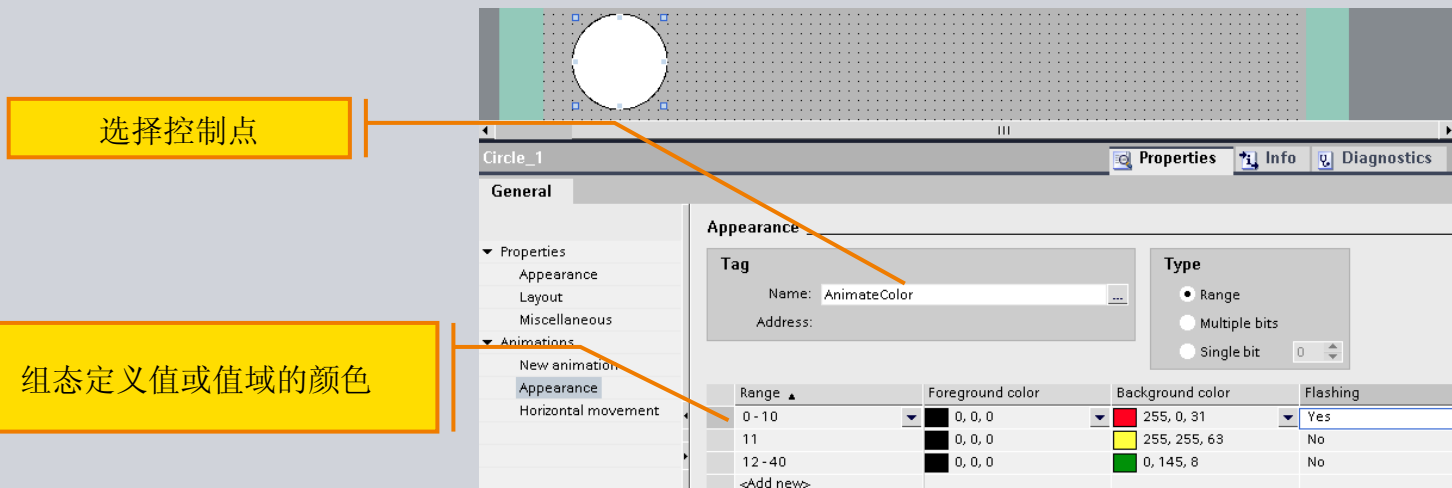 选择控制点
Circle_1
Properties Info Diagnostics
General
Appearance
Properties
Appearance
Layout
Miscellaneous
Animations
New animation
Appearance
Horizontal movement
Tag
Name: AnimateColor ...
Address:
Type
Range
Multiple bits
Single bit 0
组态定义值或值域的颜色
Range Foreground color Background color Flashing
0 - 10 0, 0, 0 255, 0, 31 Yes
11 0, 0, 0 255, 255, 63 No
12 - 40 0, 0, 0 0, 145, 8 No
<Add new>